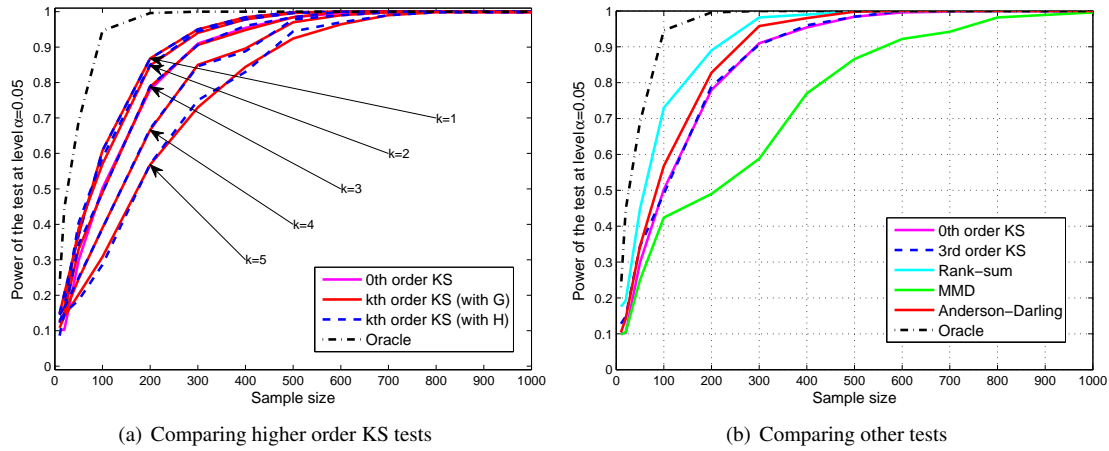 1
0.9
0.8
0.7
0.6
0.5
0.4
0.3
0.2
0.1
0
Power of the test at level α=0.05
0 100 200 300 400 500 600 700 800 900 1000
Sample size
k=1
k=2
k=3
k=4
k=5
0th order KS
kth order KS (with G)
kth order KS (with H)
Oracle
(a) Comparing higher order KS tests
1
0.9
0.8
0.7
0.6
0.5
0.4
0.3
0.2
0.1
0
Power of the test at level α=0.05
0 100 200 300 400 500 600 700 800 900 1000
Sample size
0th order KS
3rd order KS
Rank−sum
MMD
Anderson−Darling
Oracle
(b) Comparing other tests